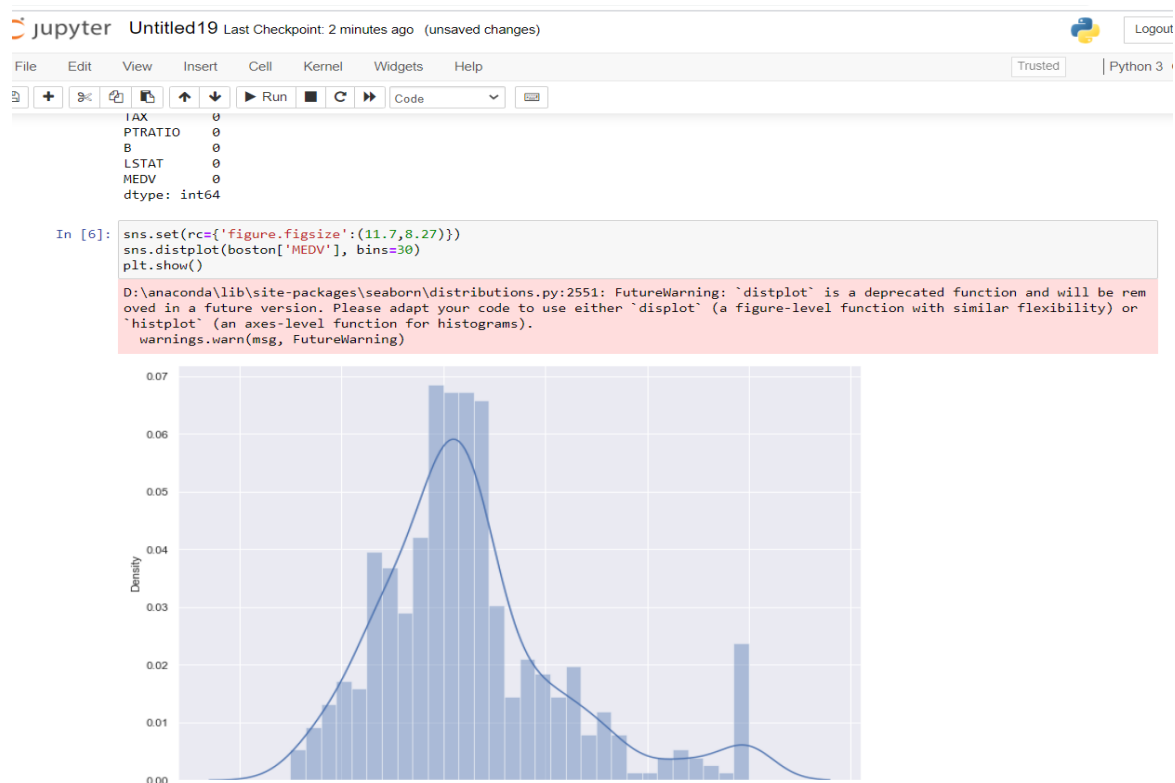 jupyter Untitled19 Last Checkpoint: 2 minutes ago (unsaved changes)
Logout
File Edit View Insert Cell Kernel Widgets Help
Trusted
Python 3
Run
Code
TAX 0
PTRATIO 0
B 0
LSTAT 0
MEDV 0
dtype: int64
In [6]: sns.set(rc={'figure.figsize':(11.7,8.27)})
sns.distplot(boston['MEDV'], bins=30)
plt.show()
D:\anaconda\lib\site-packages\seaborn\distributions.py:2551: FutureWarning: `distplot` is a deprecated function and will be rem
oved in a future version. Please adapt your code to use either `displot` (a figure-level function with similar flexibility) or
`histplot` (an axes-level function for histograms).
warnings.warn(msg, FutureWarning)
0.07
0.06
0.05
0.04
Density
0.03
0.02
0.01
0.00